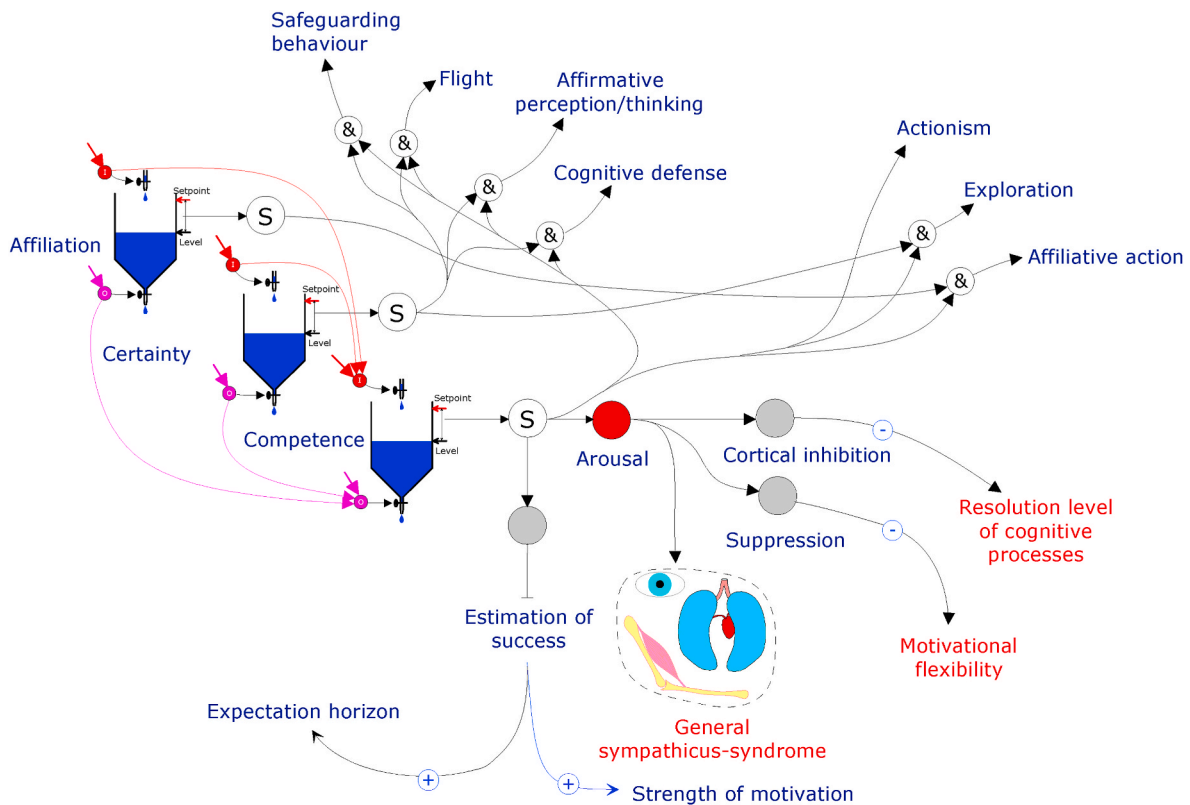 Safeguarding
behaviour
Flight
Affirmative
perception/thinking
Cognitive defense
Actionism
Exploration
Affiliative action
&
&
&
&
&
&
I
Setpoint
S
Level
Affiliation
O
I
Setpoint
S
Level
Certainty
O
I
Setpoint
S
Level
Competence
O
Arousal
Cortical inhibition
-
Suppression
-
Resolution level
of cognitive
processes
Motivational
flexibility
Estimation of
success
General
sympathicus-syndrome
Expectation horizon
+
+
Strength of motivation